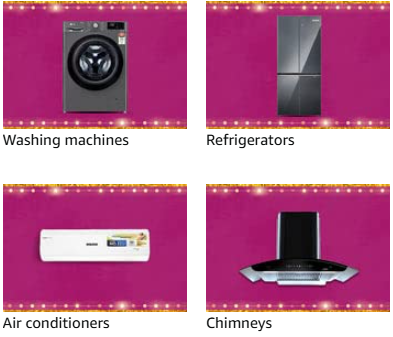 Washing machines
Refrigerators
Air conditioners
Chimneys